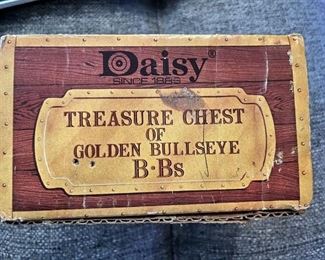 Daisy®
SINCE 1886
TREASURE CHEST
OF
GOLDEN BULLSEYE
B•Bs